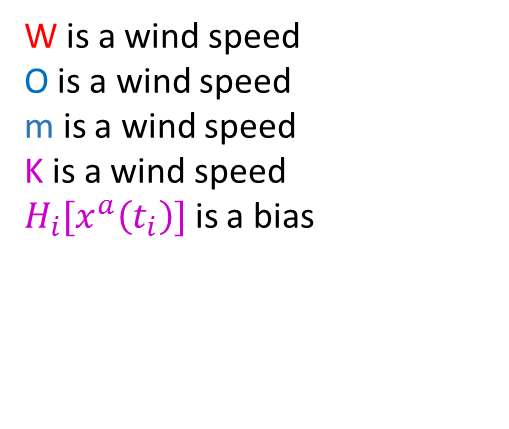 W is a wind speed
O is a wind speed
m is a wind speed
K is a wind speed
Hᵢ[xᵃ(tᵢ)] is a bias